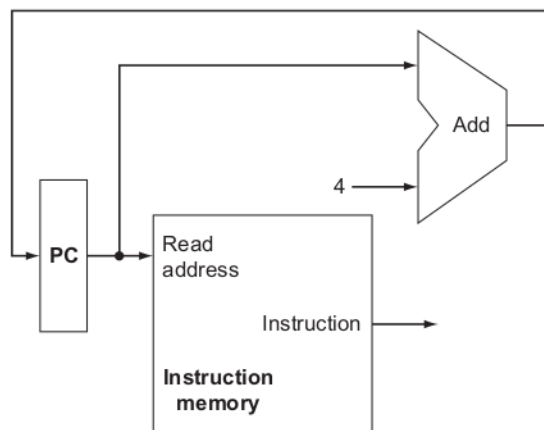 Add
4
PC
Read
address
Instruction
Instruction
memory